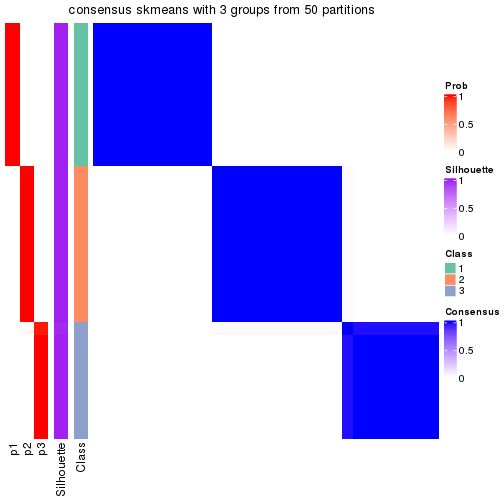 consensus skmeans with 3 groups from 50 partitions
Prob
1
0.5
0
Silhouette
1
0.5
0
Class
1
2
3
Consensus
1
0.5
0
p1
p2
p3
Silhouette
Class